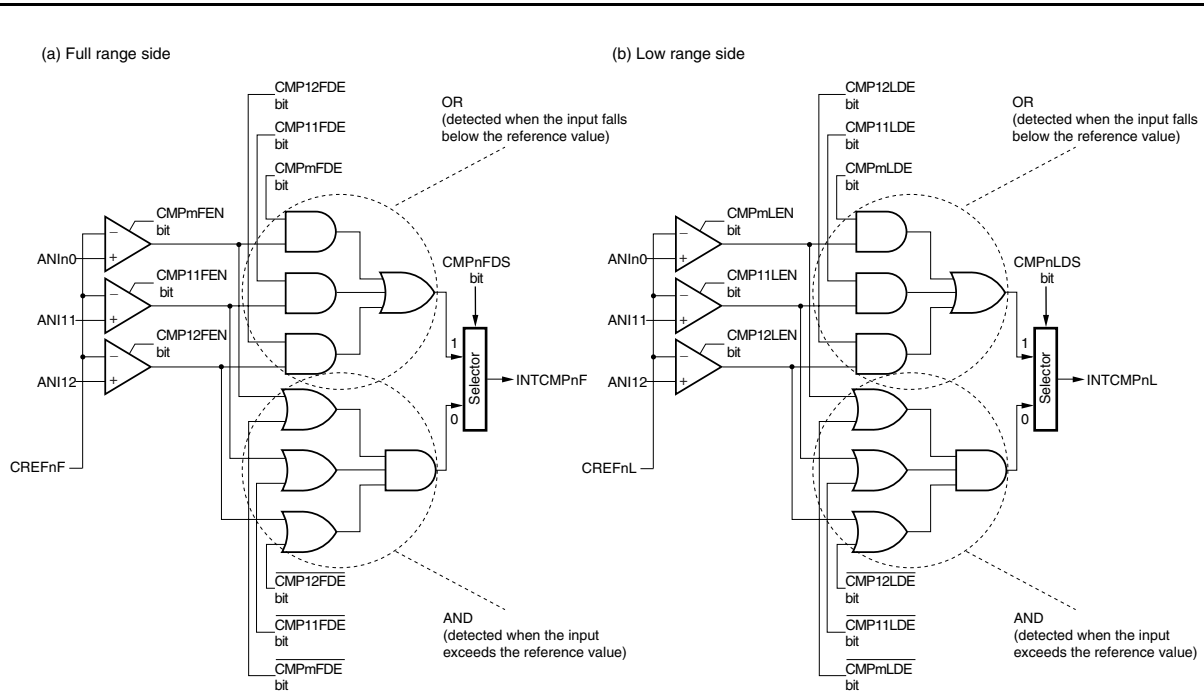 (a) Full range side
CMP12FDE
bit
CMP11FDE
bit
CMPmFDE
bit
OR
(detected when the input falls
below the reference value)
CMPmFEN
bit
CMP11FEN
bit
CMP12FEN
bit
ANIn0
ANI11
ANI12
−
+
−
+
−
+
CREFnF
CMPnFDS
bit
1
Selector
0
INTCMPnF
CMP12FDE
bit
CMP11FDE
bit
CMPmFDE
bit
AND
(detected when the input
exceeds the reference value)
(b) Low range side
CMP12LDE
bit
CMP11LDE
bit
CMPmLDE
bit
OR
(detected when the input falls
below the reference value)
CMPmLEN
bit
CMP11LEN
bit
CMP12LEN
bit
ANIn0
ANI11
ANI12
−
+
−
+
−
+
CREFnL
CMPnLDS
bit
1
Selector
0
INTCMPnL
CMP12LDE
bit
CMP11LDE
bit
CMPmLDE
bit
AND
(detected when the input
exceeds the reference value)